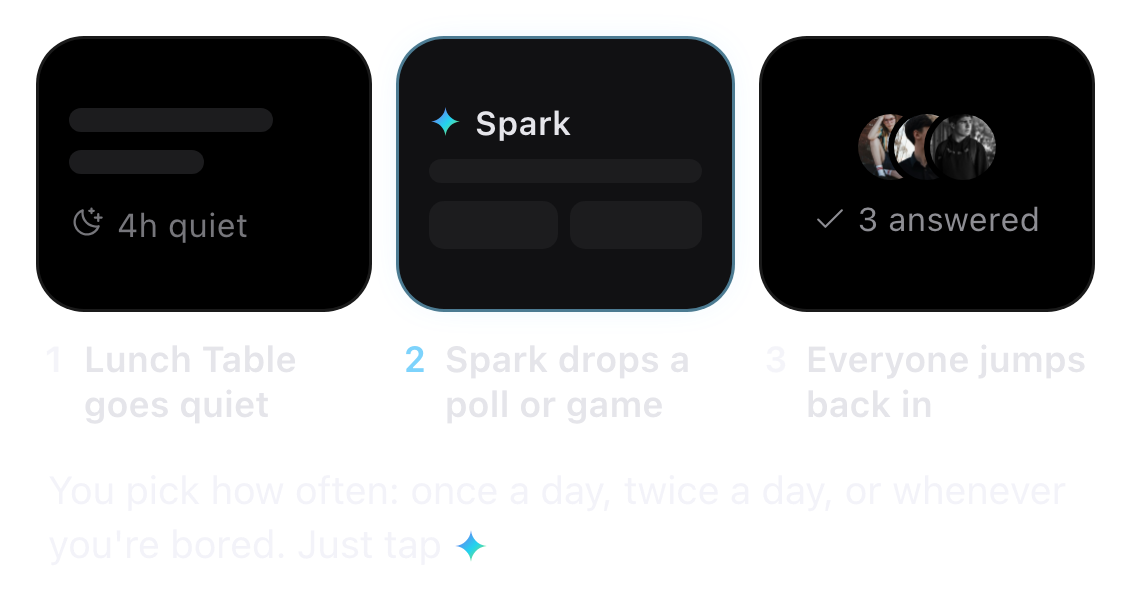 Spark
4h quiet
3 answered
1 Lunch Table
goes quiet
2 Spark drops a
poll or game
3 Everyone jumps
back in
You pick how often: once a day, twice a day, or whenever
you're bored. Just tap